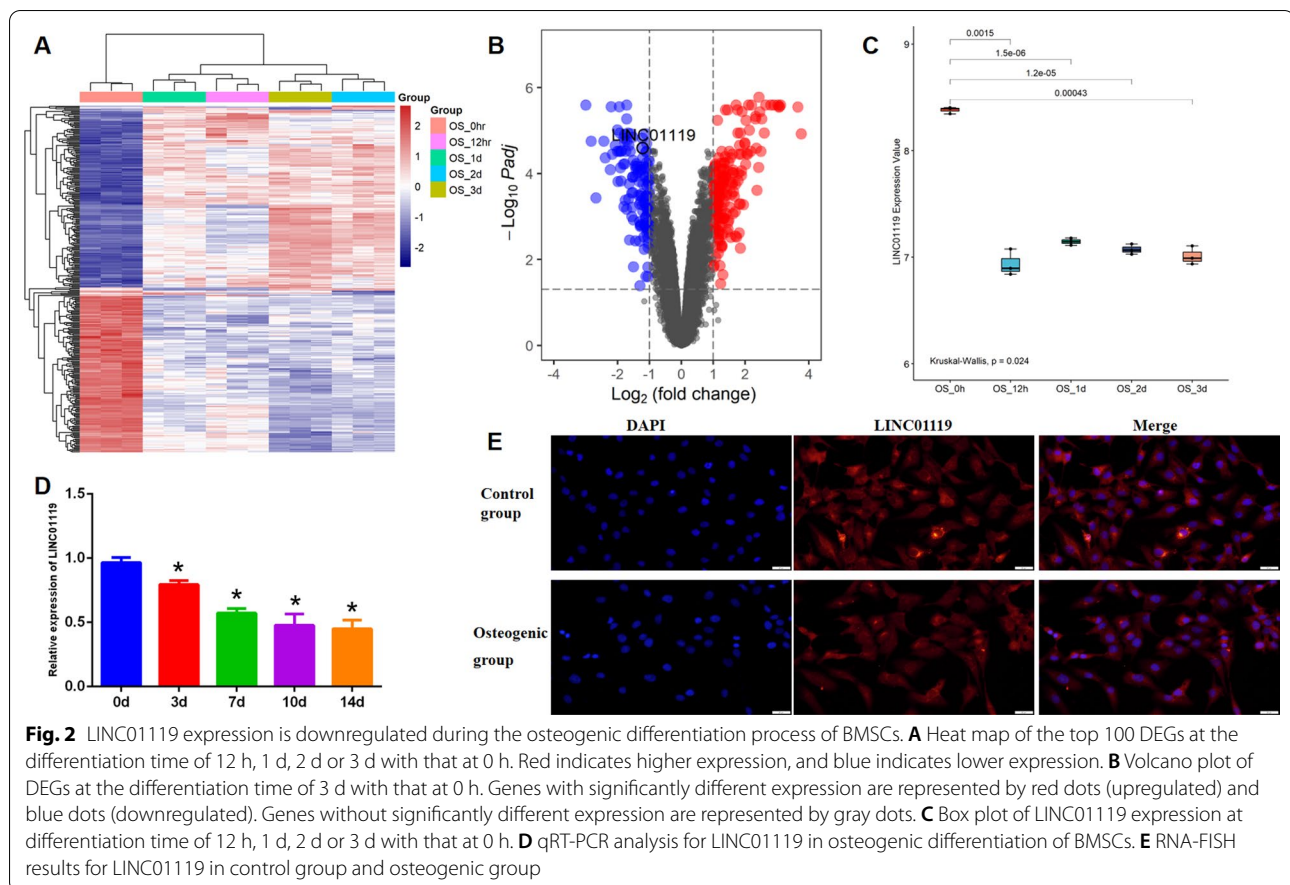 A
Group
2
1
0
-1
-2
Group
OS_0hr
OS_12hr
OS_1d
OS_2d
OS_3d
B
6
4
2
0
-4
-2
-1
0
1
2
4
LINC01119
−Log10 Padj
Log2 (fold change)
C
9
8
7
6
LINC01119 Expression Value
0.0015
1.5e-06
1.2e-05
0.00043
Kruskal-Wallis, p = 0.024
OS_0h
OS_12h
OS_1d
OS_2d
OS_3d
D
1.5
1.0
0.5
0.0
Relative expression of LINC01119
*
*
*
*
0d
3d
7d
10d
14d
E
DAPI
LINC01119
Merge
Control
group
Osteogenic
group
Fig. 2 LINC01119 expression is downregulated during the osteogenic differentiation process of BMSCs. A Heat map of the top 100 DEGs at the
differentiation time of 12 h, 1 d, 2 d or 3 d with that at 0 h. Red indicates higher expression, and blue indicates lower expression. B Volcano plot of
DEGs at the differentiation time of 3 d with that at 0 h. Genes with significantly different expression are represented by red dots (upregulated) and
blue dots (downregulated). Genes without significantly different expression are represented by gray dots. C Box plot of LINC01119 expression at
differentiation time of 12 h, 1 d, 2 d or 3 d with that at 0 h. D qRT-PCR analysis for LINC01119 in osteogenic differentiation of BMSCs. E RNA-FISH
results for LINC01119 in control group and osteogenic group